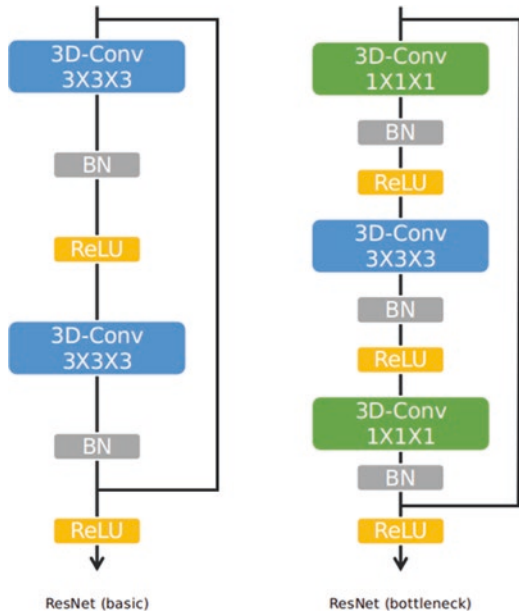 3D-Conv
3X3X3
BN
ReLU
3D-Conv
3X3X3
BN
ReLU
ResNet (basic)
3D-Conv
1X1X1
BN
ReLU
3D-Conv
3X3X3
BN
ReLU
3D-Conv
1X1X1
BN
ReLU
ResNet (bottleneck)